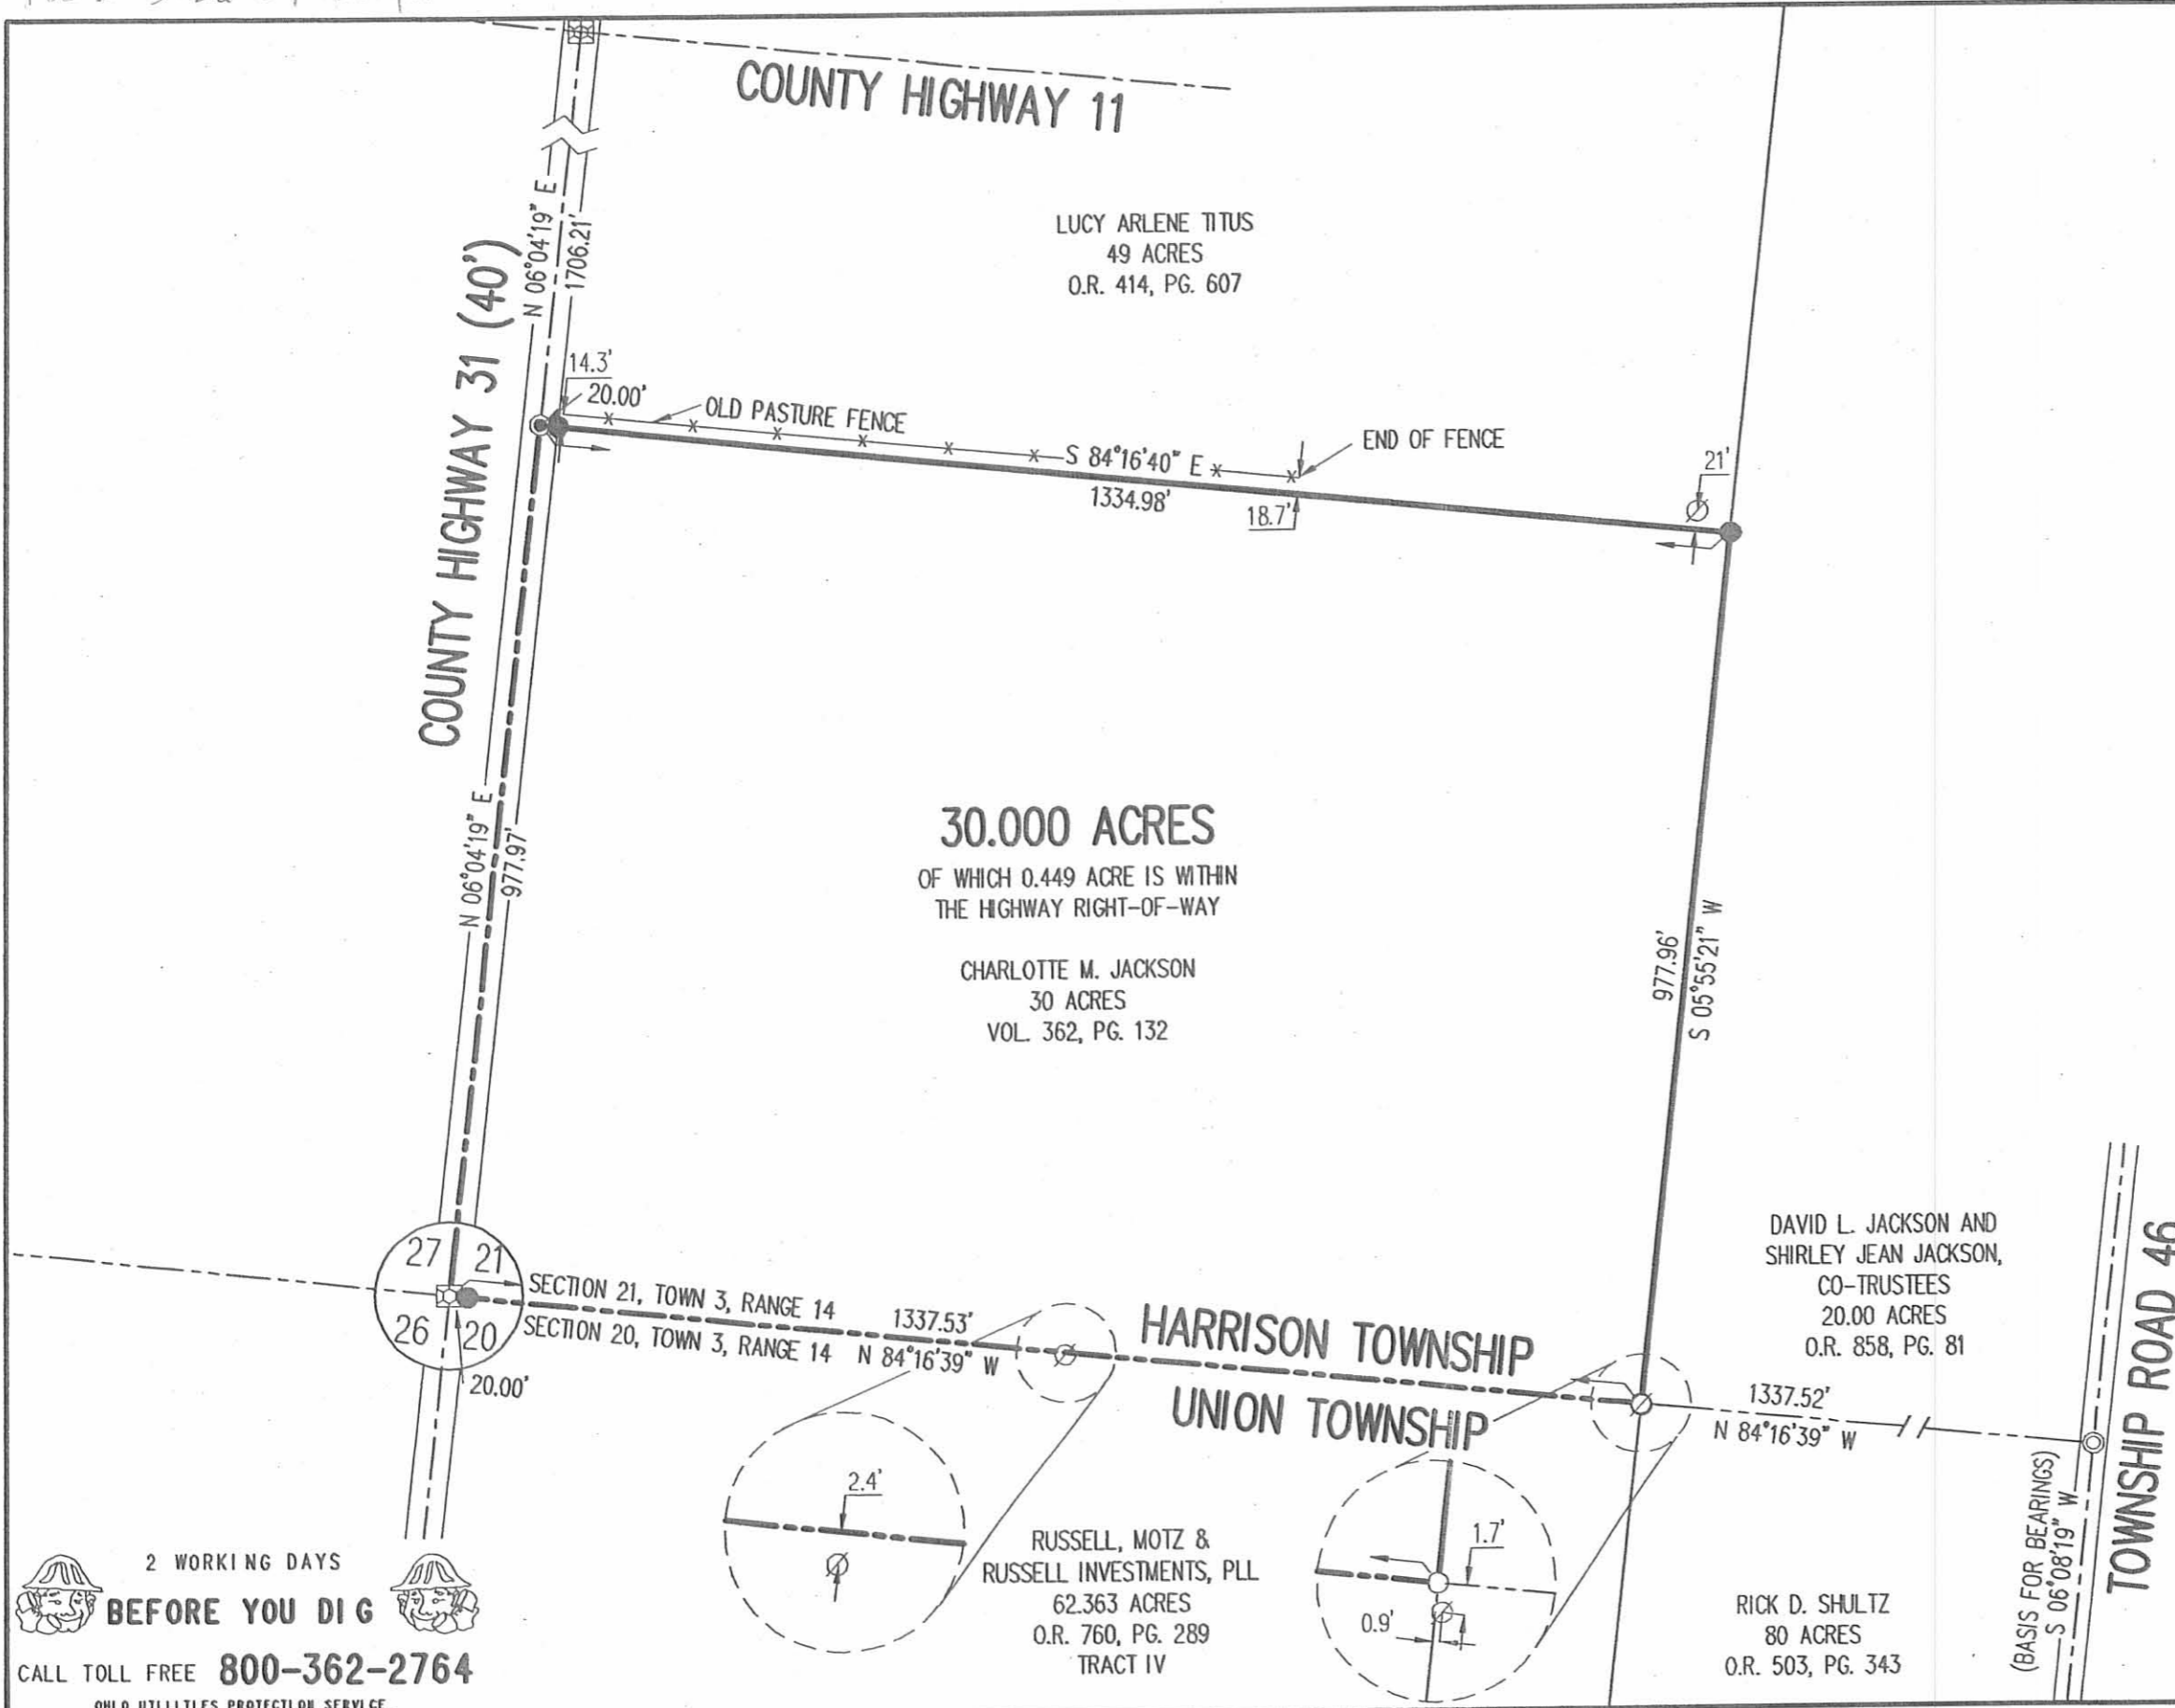 COUNTY HIGHWAY 11
LUCY ARLENE TITUS
49 ACRES
O.R. 414, PG. 607
COUNTY HIGHWAY 31 (40')
N 06°04'19" E
1706.21'
14.3'
20.00'
OLD PASTURE FENCE
S 84°16'40" E
1334.98'
END OF FENCE
18.7'
21'
N 06°04'19" E
977.97'
30.000 ACRES
OF WHICH 0.449 ACRE IS WITHIN
THE HIGHWAY RIGHT-OF-WAY
CHARLOTTE M. JACKSON
30 ACRES
VOL. 362, PG. 132
977.96'
S 05°55'21" W
27 21
26 20
20.00'
SECTION 21, TOWN 3, RANGE 14
SECTION 20, TOWN 3, RANGE 14
1337.53'
N 84°16'39" W
HARRISON TOWNSHIP
UNION TOWNSHIP
DAVID L. JACKSON AND
SHIRLEY JEAN JACKSON,
CO-TRUSTEES
20.00 ACRES
O.R. 858, PG. 81
1337.52'
N 84°16'39" W
TOWNSHIP ROAD 46
(BASIS FOR BEARINGS)
S 06°08'19" W
2.4'
RUSSELL, MOTZ &
RUSSELL INVESTMENTS, PLL
62.363 ACRES
O.R. 760, PG. 289
TRACT IV
1.7'
0.9'
RICK D. SHULTZ
80 ACRES
O.R. 503, PG. 343
2 WORKING DAYS
BEFORE YOU DIG
CALL TOLL FREE 800-362-2764
OHIO UTILITIES PROTECTION SERVICE